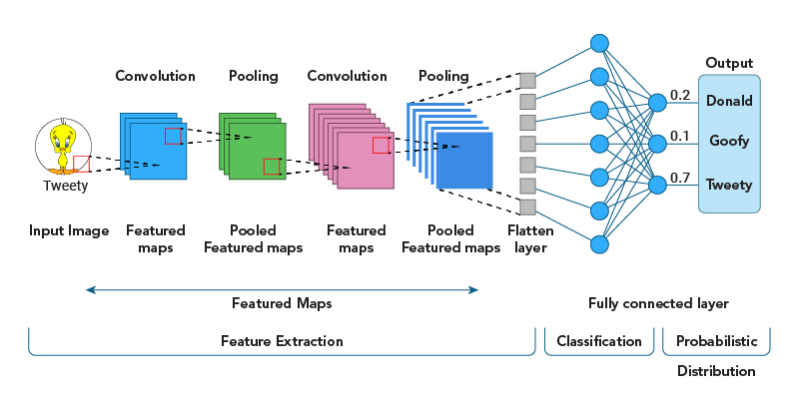 Output
Convolution
Pooling
Convolution
Pooling
0.2
Donald
0.1
Goofy
0.7
Tweety
Tweety
Input Image
Featured
maps
Pooled
Featured maps
Featured
maps
Pooled
Featured maps
Flatten
layer
Featured Maps
Fully connected layer
Feature Extraction
Classification
Probabilistic
Distribution